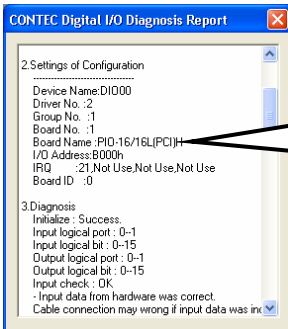 CONTEC Digital I/O Diagnosis Report
2.Settings of Configuration
----------------------------------
Device Name:DIO00
Driver No. :2
Group No. :1
Board No. :1
Board Name :PIO-16/16L(PCI)H
I/O Address:B000h
IRQ :21,Not Use,Not Use,Not Use
Board ID :0
3.Diagnosis
Initialize : Success.
Input logical port : 0--1
Input logical bit : 0--15
Output logical port : 0--1
Output logical bit : 0--15
Input check : OK
- Input data from hardware was correct.
Cable connection may wrong if input data was